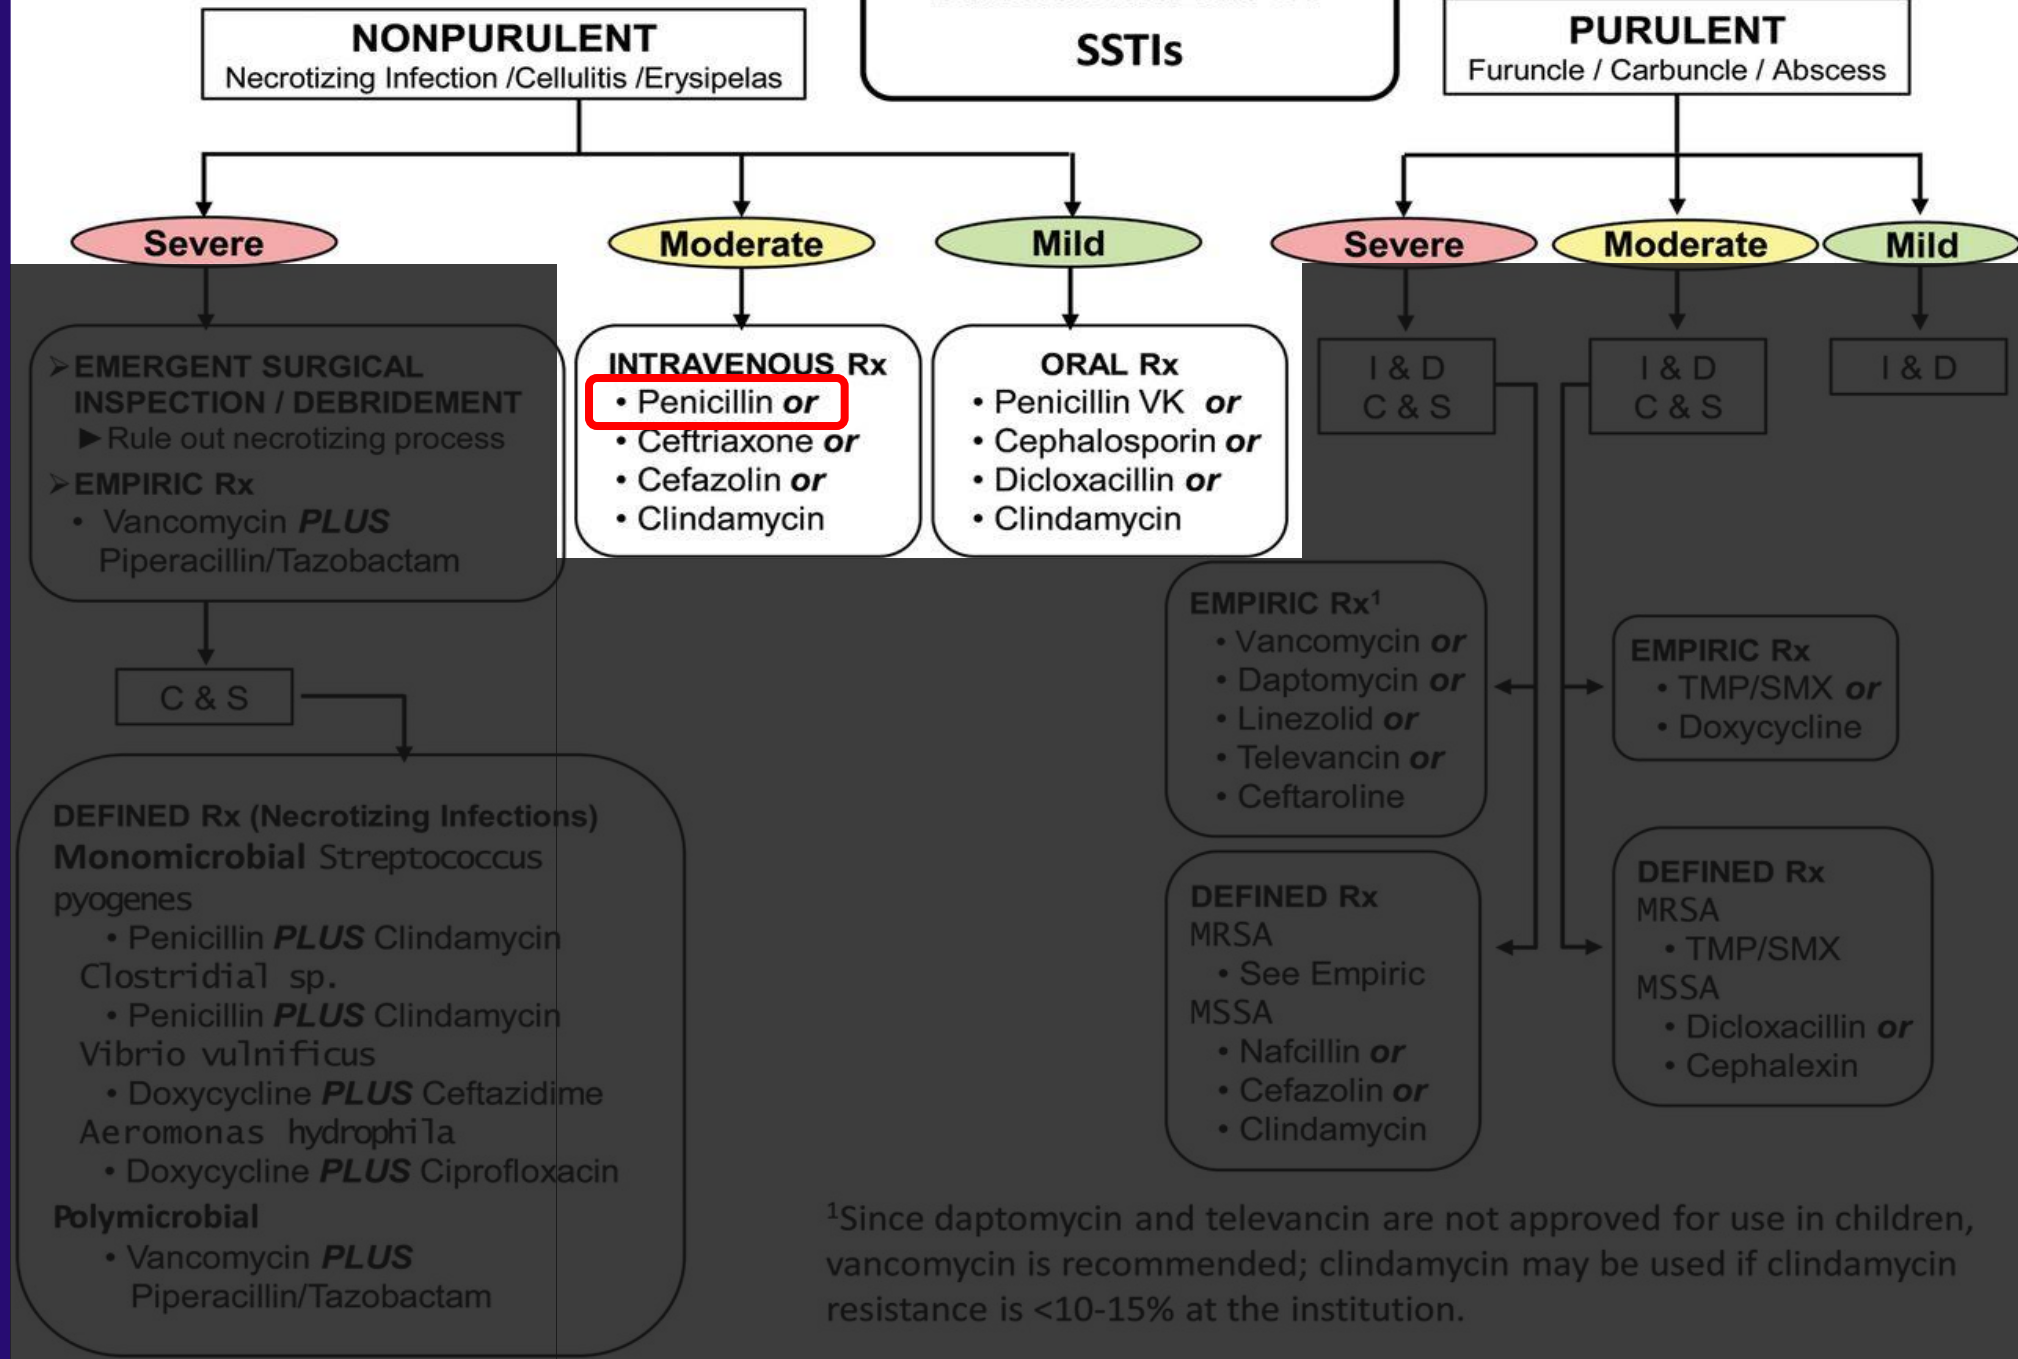 NONPURULENT
Necrotizing Infection /Cellulitis /Erysipelas
SSTIs
PURULENT
Furuncle / Carbuncle / Abscess
Severe
Moderate
Mild
Severe
Moderate
Mild
➢EMERGENT SURGICAL
INSPECTION / DEBRIDEMENT
►Rule out necrotizing process
➢EMPIRIC Rx
• Vancomycin PLUS
Piperacillin/Tazobactam
C & S
DEFINED Rx (Necrotizing Infections)
Monomicrobial Streptococcus
pyogenes
• Penicillin PLUS Clindamycin
Clostridial sp.
• Penicillin PLUS Clindamycin
Vibrio vulnificus
• Doxycycline PLUS Ceftazidime
Aeromonas hydrophila
• Doxycycline PLUS Ciprofloxacin
Polymicrobial
• Vancomycin PLUS
Piperacillin/Tazobactam
INTRAVENOUS Rx
• Penicillin or
• Ceftriaxone or
• Cefazolin or
• Clindamycin
ORAL Rx
• Penicillin VK or
• Cephalosporin or
• Dicloxacillin or
• Clindamycin
I & D
C & S
I & D
C & S
I & D
EMPIRIC Rx¹
• Vancomycin or
• Daptomycin or
• Linezolid or
• Televancin or
• Ceftaroline
EMPIRIC Rx
• TMP/SMX or
• Doxycycline
DEFINED Rx
MRSA
• See Empiric
MSSA
• Nafcillin or
• Cefazolin or
• Clindamycin
DEFINED Rx
MRSA
• TMP/SMX
MSSA
• Dicloxacillin or
• Cephalexin
¹Since daptomycin and televancin are not approved for use in children,
vancomycin is recommended; clindamycin may be used if clindamycin
resistance is <10-15% at the institution.